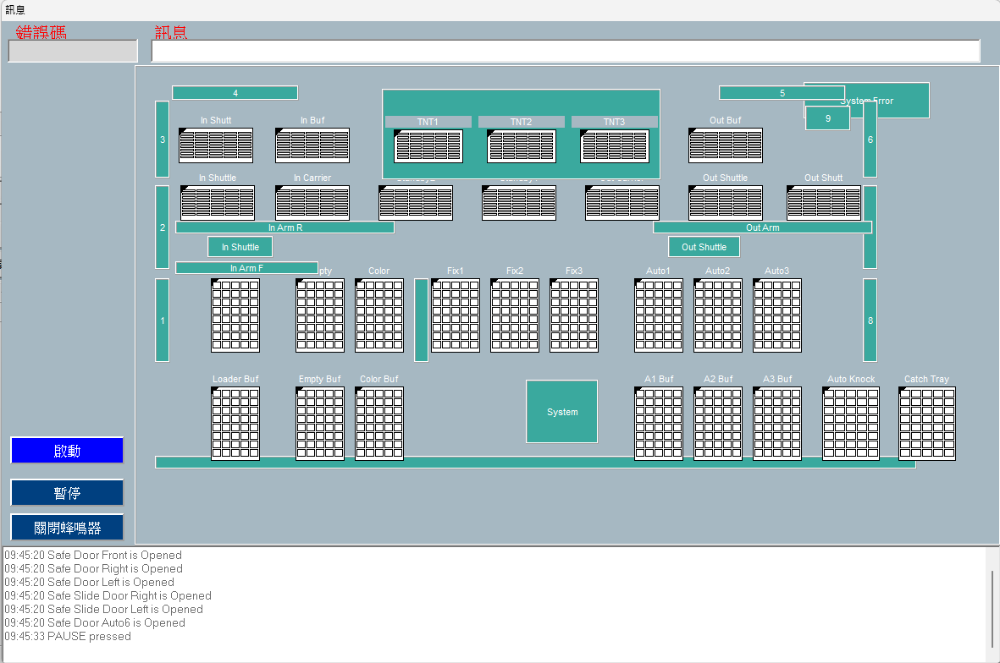 訊息
錯誤碼
訊息
4
5
System Error
9
3
In Shutt
In Buf
TNT1
TNT2
TNT3
Out Buf
6
In Shuttle
In Carrier
Out Shuttle
Out Shutt
2
In Arm R
Out Arm
In Shuttle
Out Shuttle
In Arm F
pty
Color
Fix1
Fix2
Fix3
Auto1
Auto2
Auto3
1
8
Loader Buf
Empty Buf
Color Buf
System
A1 Buf
A2 Buf
A3 Buf
Auto Knock
Catch Tray
啟動
暫停
關閉蜂鳴器
09:45:20 Safe Door Front is Opened
09:45:20 Safe Door Right is Opened
09:45:20 Safe Door Left is Opened
09:45:20 Safe Slide Door Right is Opened
09:45:20 Safe Slide Door Left is Opened
09:45:20 Safe Door Auto6 is Opened
09:45:33 PAUSE pressed